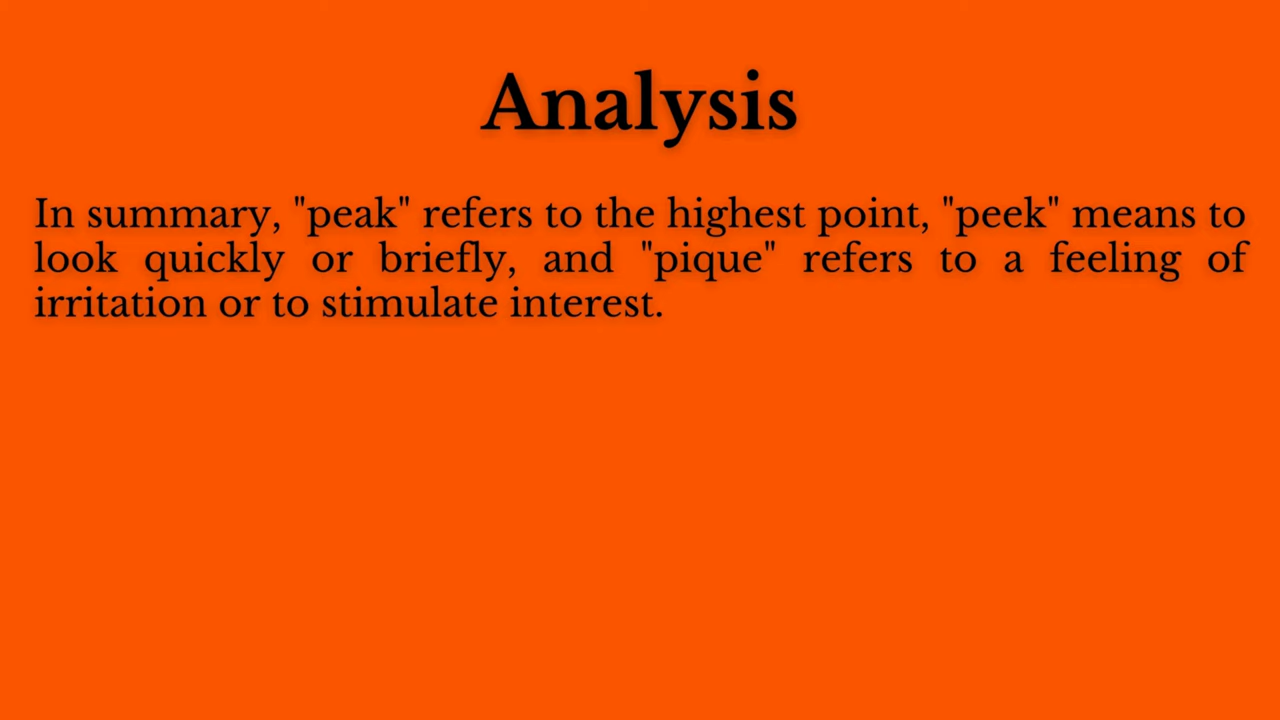 Analysis
In summary, "peak" refers to the highest point, "peek" means to
look quickly or briefly, and "pique" refers to a feeling of
irritation or to stimulate interest.